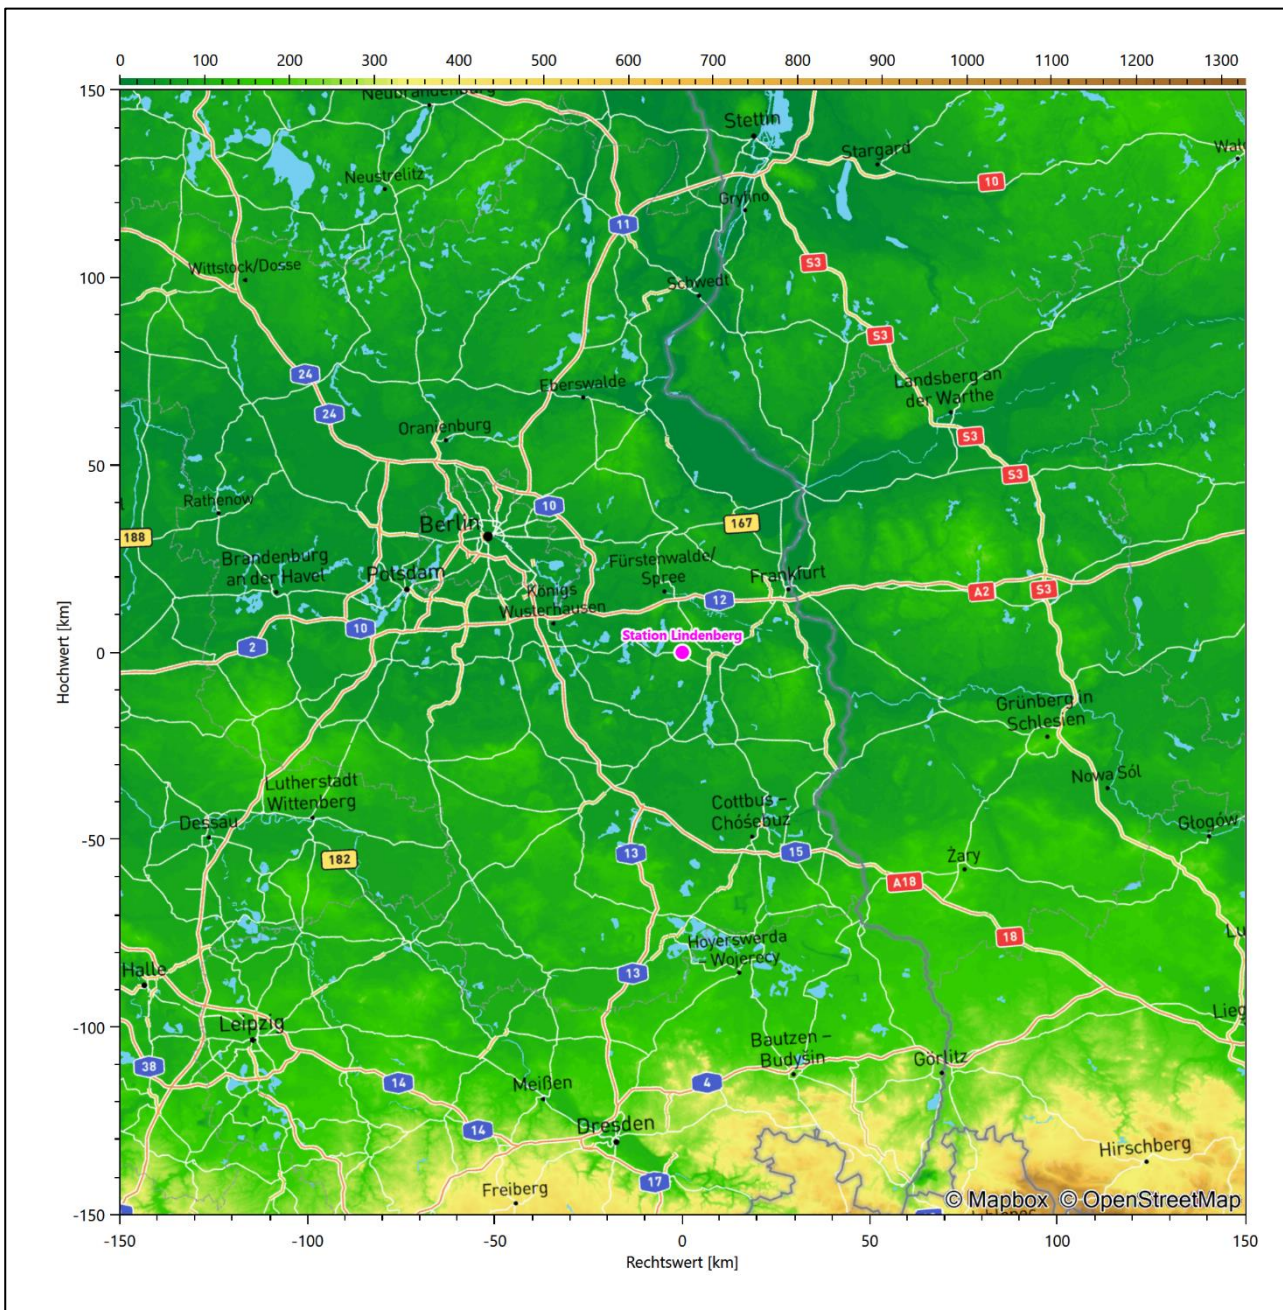 0 100 200 300 400 500 600 700 800 900 1000 1100 1200 1300
150
Neubrandenburg
Stettin
Stargard
Neustrelitz
10
Gryfino
11
S3
Wittstock/Dosse
100
Schwedt
S3
24
Eberswalde
Landsberg an
der Warthe
24
Oranienburg
S3
50
S3
Rathenow
10
Berlin
167
188
Brandenburg
an der Havel
Potsdam
Fürstenwalde/
Spree
Frankfurt
Königs
Wusterhausen
12
A2
S3
10
2
Station Lindenberg
0
Hochwert [km]
Grünberg in
Schlesien
Nowa Sól
Lutherstadt
Wittenberg
Cottbus –
Chóśebuz
Dessau
Głogów
-50
182
13
15
Żary
A18
18
Hoyerswerda
– Wojerecy
Halle
13
-100
Leipzig
Bautzen –
Budyšin
Görlitz
38
14
Meißen
4
14
Dresden
Hirschberg
17
Freiberg
© Mapbox © OpenStreetMap
-150
-150 -100 -50 0 50 100 150
Rechtswert [km]